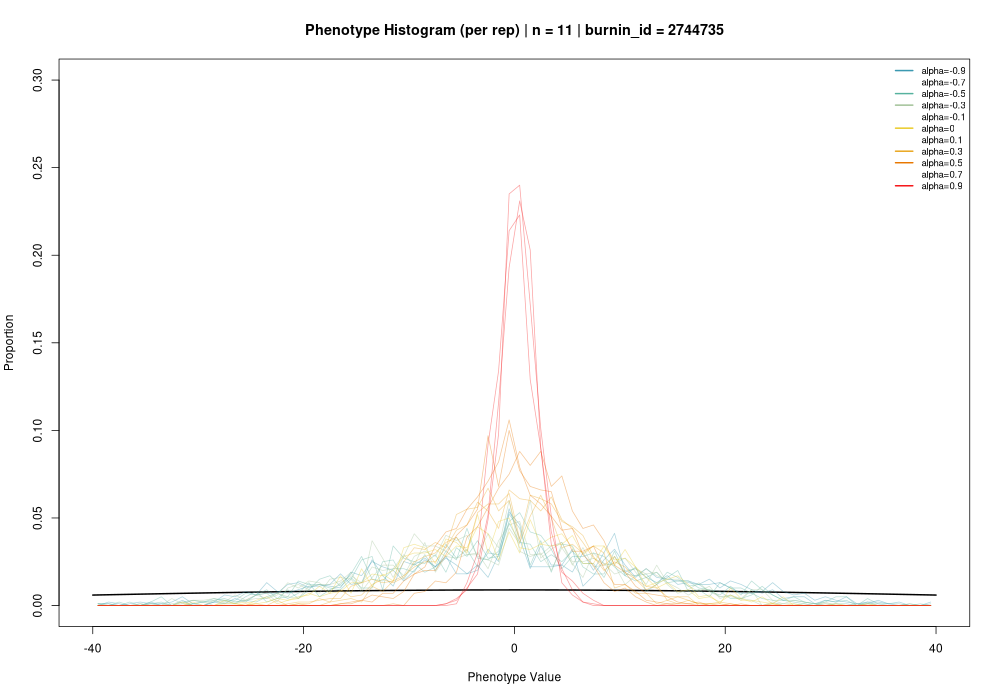 Phenotype Histogram (per rep) | n = 11 | burnin_id = 2744735
alpha=-0.9
alpha=-0.7
alpha=-0.5
alpha=-0.3
alpha=-0.1
alpha=0
alpha=0.1
alpha=0.3
alpha=0.5
alpha=0.7
alpha=0.9
Proportion
0.30
0.25
0.20
0.15
0.10
0.05
0.00
-40
-20
0
20
40
Phenotype Value